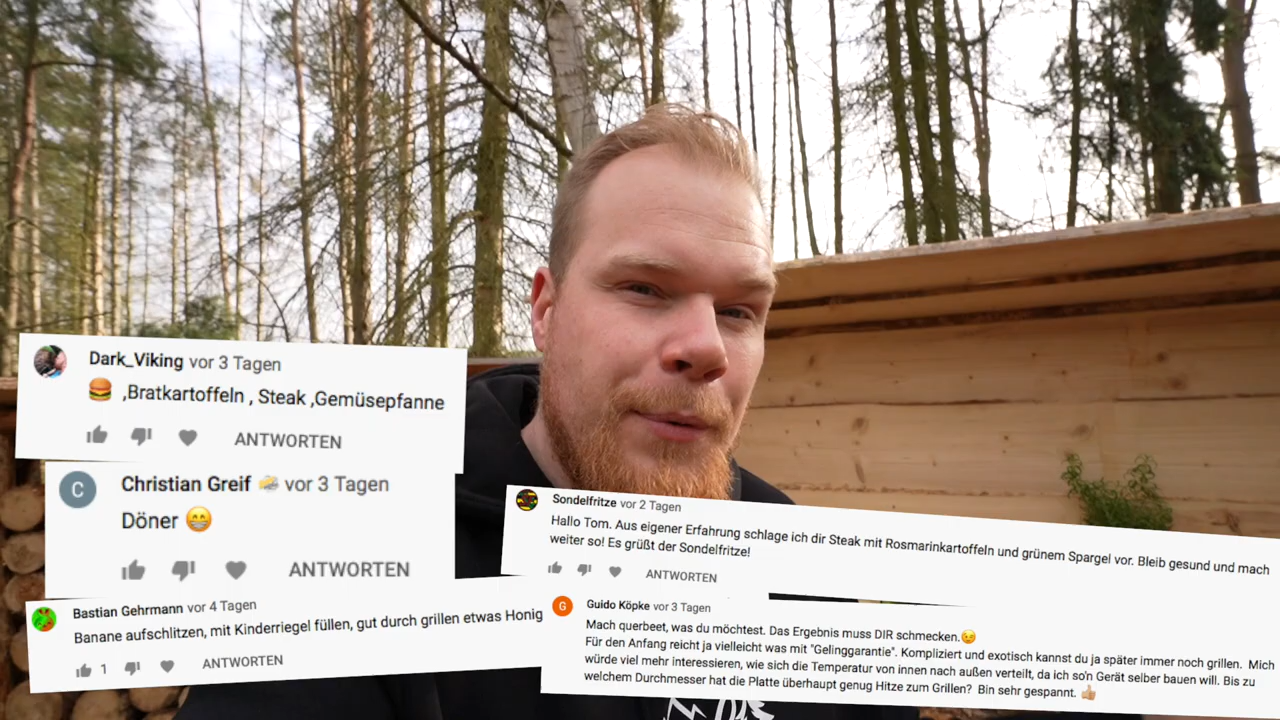 Dark_Viking vor 3 Tagen
🍔 ,Bratkartoffeln , Steak ,Gemüsepfanne
ANTWORTEN
C
Christian Greif vor 3 Tagen
Döner 😁
ANTWORTEN
Bastian Gehrmann vor 4 Tagen
Banane aufschlitzen, mit Kinderriegel füllen, gut durch grillen etwas Honig
1
ANTWORTEN
Sondelfritze vor 2 Tagen
Hallo Tom. Aus eigener Erfahrung schlage ich dir Steak mit Rosmarinkartoffeln und grünem Spargel vor. Bleib gesund und mach
weiter so! Es grüßt der Sondelfritze!
ANTWORTEN
G
Guido Köpke vor 3 Tagen
Mach querbeet, was du möchtest. Das Ergebnis muss DIR schmecken.😉
Für den Anfang reicht ja vielleicht was mit "Gelinggarantie". Kompliziert und exotisch kannst du ja später immer noch grillen. Mich
würde viel mehr interessieren, wie sich die Temperatur von innen nach außen verteilt, da ich so'n Gerät selber bauen will. Bis zu
welchem Durchmesser hat die Platte überhaupt genug Hitze zum Grillen? Bin sehr gespannt. 👍🏼